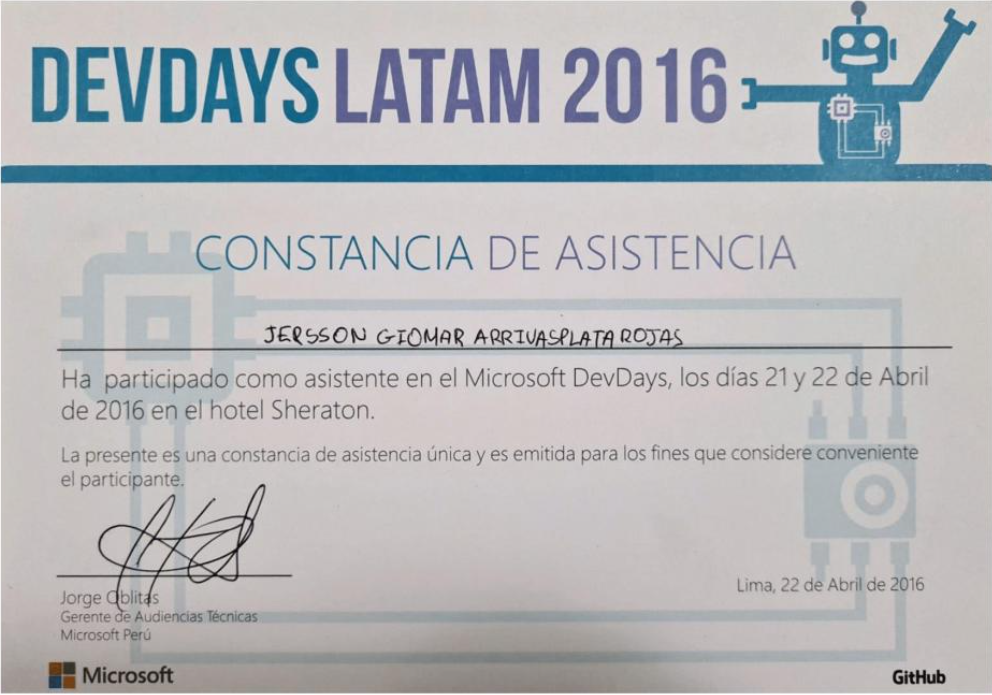 DEVDAYS LATAM 2016
CONSTANCIA DE ASISTENCIA
JERSSON GIOMAR ARRIVASPLATA ROJAS
Ha participado como asistente en el Microsoft DevDays, los días 21 y 22 de Abril
de 2016 en el hotel Sheraton.
La presente es una constancia de asistencia única y es emitida para los fines que considere conveniente
el participante.
Lima, 22 de Abril de 2016
Jorge Oblitas
Gerente de Audiencias Técnicas
Microsoft Perú
Microsoft
GitHub